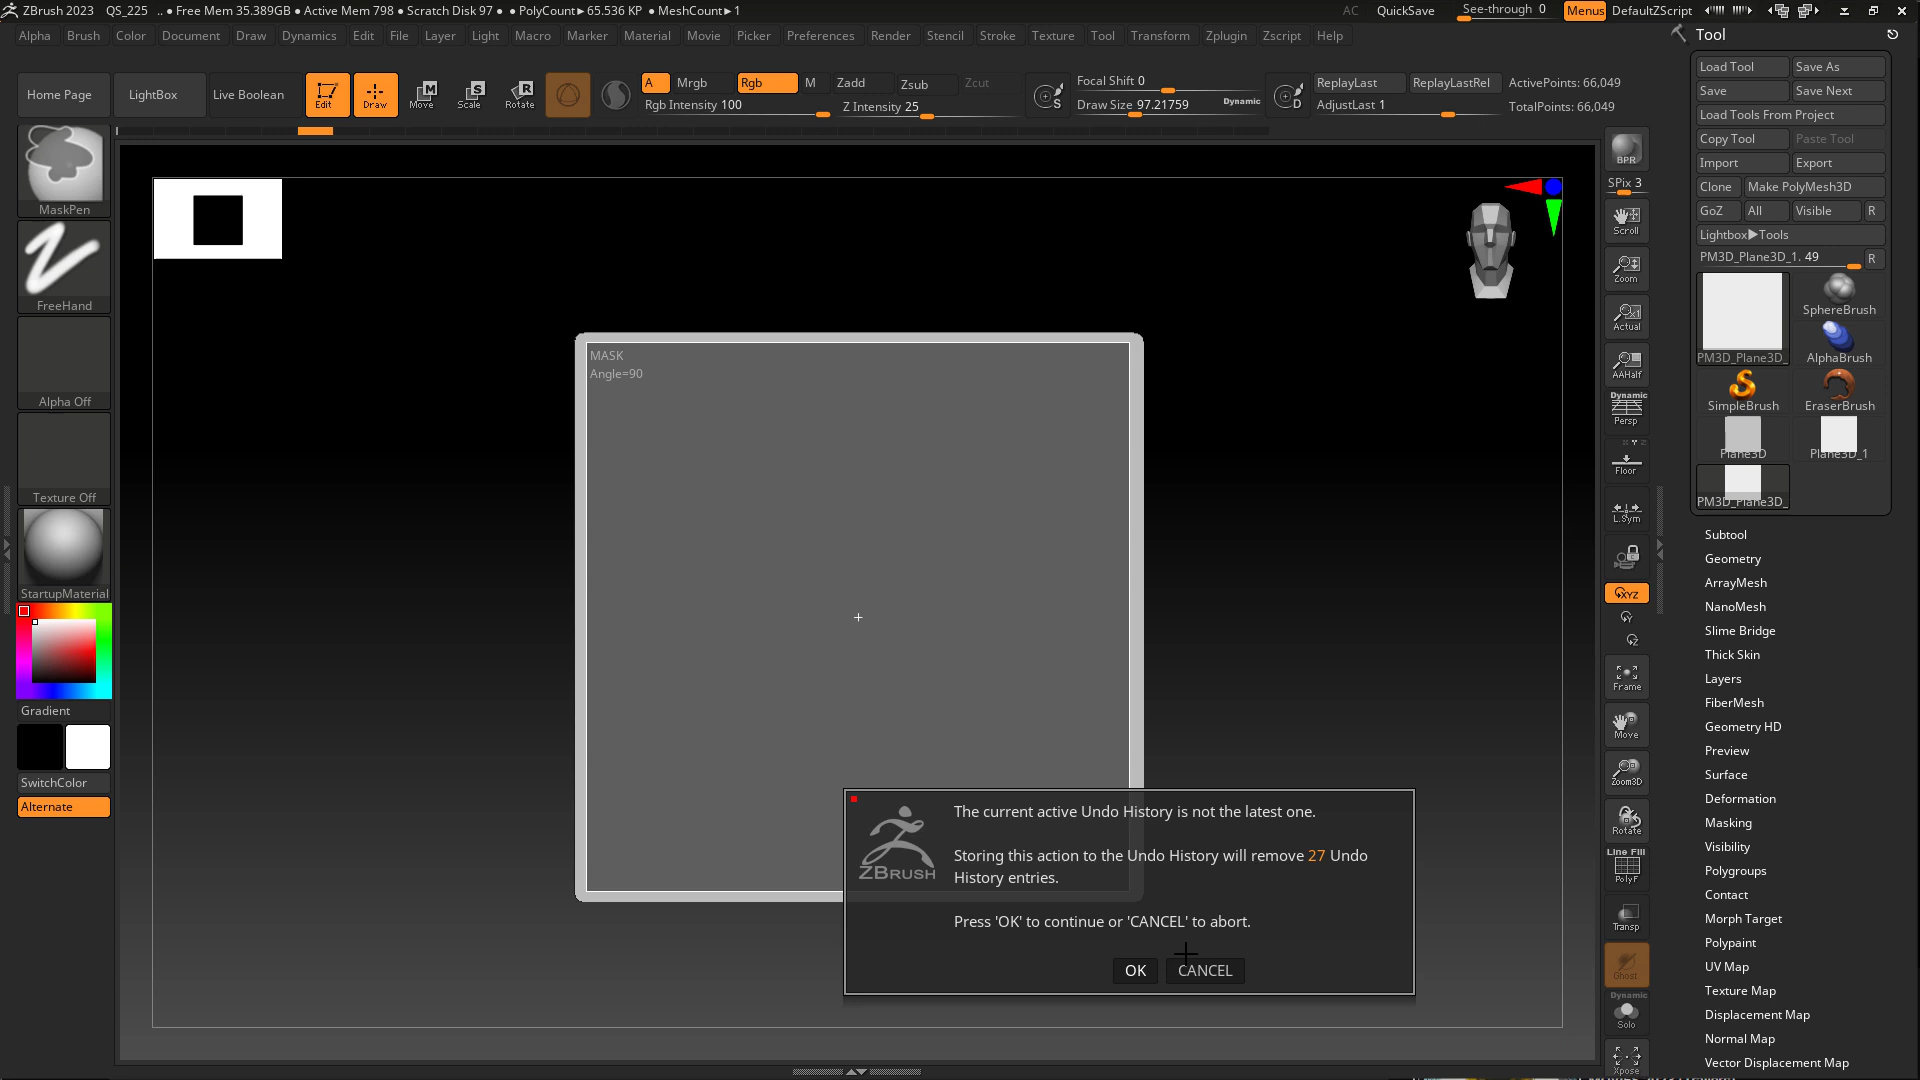 ZBrush 2023 QS_225 .. ● Free Mem 35.389GB ● Active Mem 798 ● Scratch Disk 97 ● ● PolyCount▶65.536 KP ● MeshCount▶1 AC QuickSave See-through 0 Menus DefaultZScript
Alpha Brush Color Document Draw Dynamics Edit File Layer Light Macro Marker Material Movie Picker Preferences Render Stencil Stroke Texture Tool Transform Zplugin Zscript Help
Home Page LightBox Live Boolean Edit Draw Move Scale Rotate
A Mrgb Rgb M Zadd Zsub Zcut
Rgb Intensity 100 Z Intensity 25
S Focal Shift 0
Draw Size 97.21759 Dynamic
D ReplayLast ReplayLastRel ActivePoints: 66,049
AdjustLast 1 TotalPoints: 66,049
MaskPen
FreeHand
Alpha Off
Texture Off
StartupMaterial
Gradient
SwitchColor
Alternate
MASK
Angle=90
The current active Undo History is not the latest one.
Storing this action to the Undo History will remove 27 Undo
History entries.
Press 'OK' to continue or 'CANCEL' to abort.
ZBRUSH
OK CANCEL
BPR
SPix 3
Scroll
Zoom
Actual
AAHalf
Dynamic
Persp
Floor
L.Sym
XYZ
Y
Z
Frame
Move
Zoom3D
Rotate
Line Fill
PolyF
Transp
Ghost
Dynamic
Solo
Xpose
Tool
Load Tool Save As
Save Save Next
Load Tools From Project
Copy Tool Paste Tool
Import Export
Clone Make PolyMesh3D
GoZ All Visible R
Lightbox▶Tools
PM3D_Plane3D_1. 49 R
PM3D_Plane3D_ SphereBrush
AlphaBrush
SimpleBrush EraserBrush
Plane3D Plane3D_1
PM3D_Plane3D_
Subtool
Geometry
ArrayMesh
NanoMesh
Slime Bridge
Thick Skin
Layers
FiberMesh
Geometry HD
Preview
Surface
Deformation
Masking
Visibility
Polygroups
Contact
Morph Target
Polypaint
UV Map
Texture Map
Displacement Map
Normal Map
Vector Displacement Map